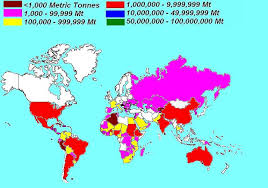 <1,000 Metric Tonnes
1,000 - 99,999 Mt
100,000 - 999,999 Mt
1,000,000 - 9,999,999 Mt
10,000,000 - 49,999,999 Mt
50,000,000 - 100,000,000 Mt